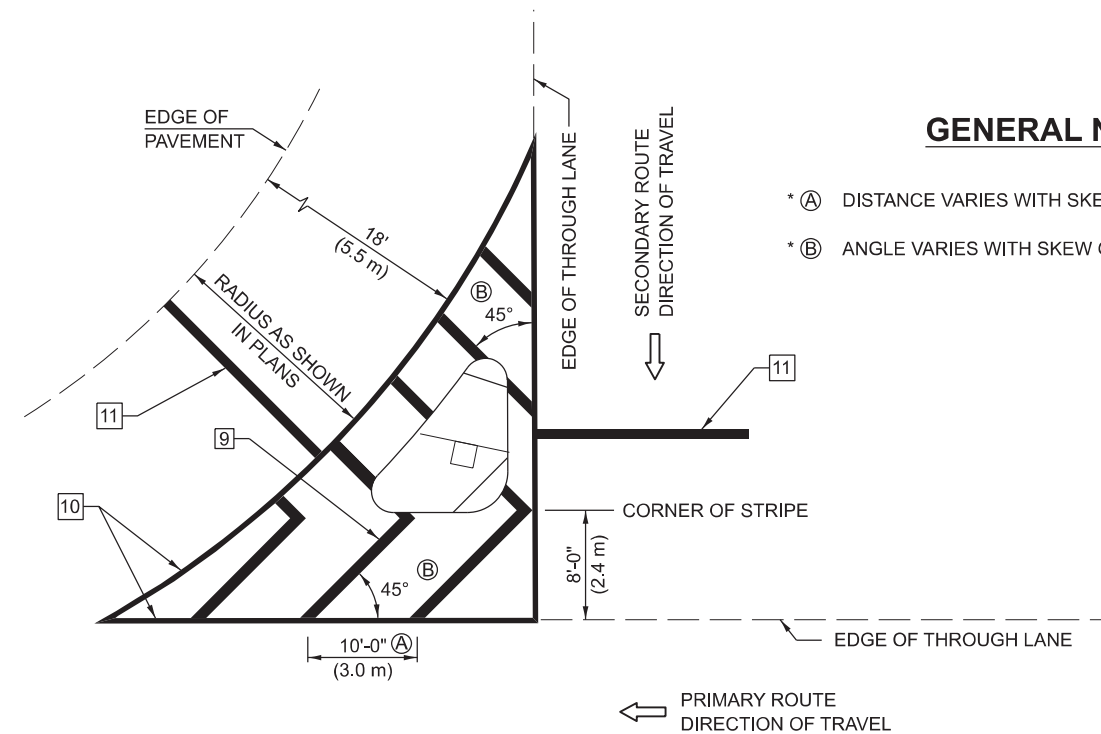 EDGE OF
PAVEMENT
18'
(5.5 m)
RADIUS AS SHOWN
IN PLANS
EDGE OF THROUGH LANE
SECONDARY ROUTE
DIRECTION OF TRAVEL
GENERAL N
* Ⓐ DISTANCE VARIES WITH SKE
* Ⓑ ANGLE VARIES WITH SKEW
Ⓑ
45°
11
11
9
10
CORNER OF STRIPE
8'-0"
(2.4 m)
45°
Ⓑ
10'-0" Ⓐ
(3.0 m)
EDGE OF THROUGH LANE
PRIMARY ROUTE
DIRECTION OF TRAVEL